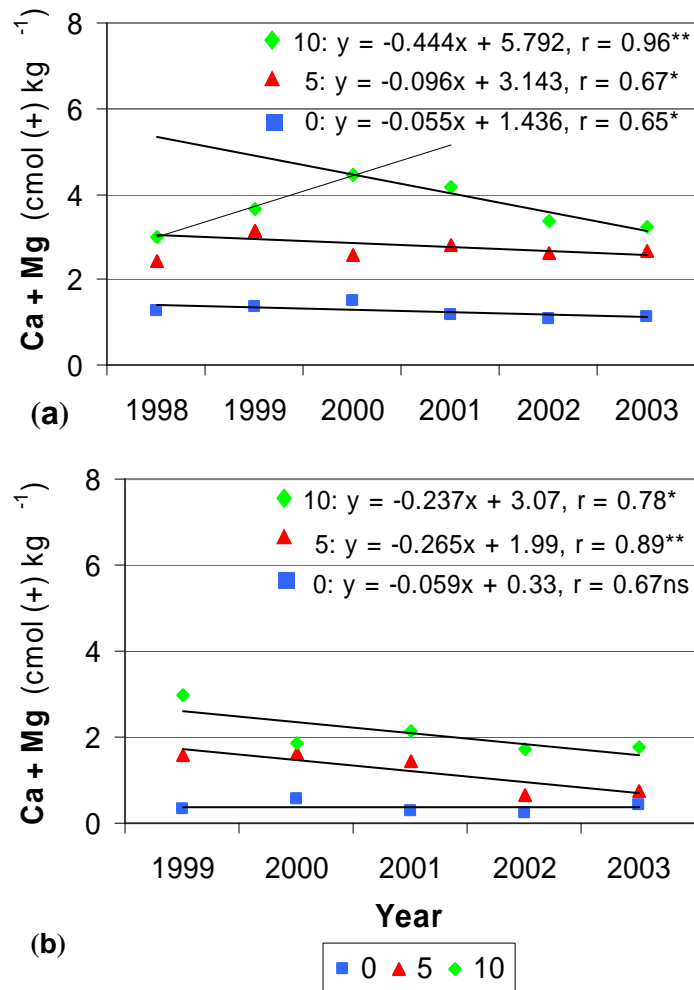 8
10: y = -0.444x + 5.792, r = 0.96**
5: y = -0.096x + 3.143, r = 0.67*
0: y = -0.055x + 1.436, r = 0.65*
6
4
2
0
Ca + Mg (cmol (+) kg -1)
1998 1999 2000 2001 2002 2003
(a)
8
10: y = -0.237x + 3.07, r = 0.78*
5: y = -0.265x + 1.99, r = 0.89**
0: y = -0.059x + 0.33, r = 0.67ns
6
4
2
0
Ca + Mg (cmol (+) kg -1)
1999 2000 2001 2002 2003
Year
(b)
0 5 10